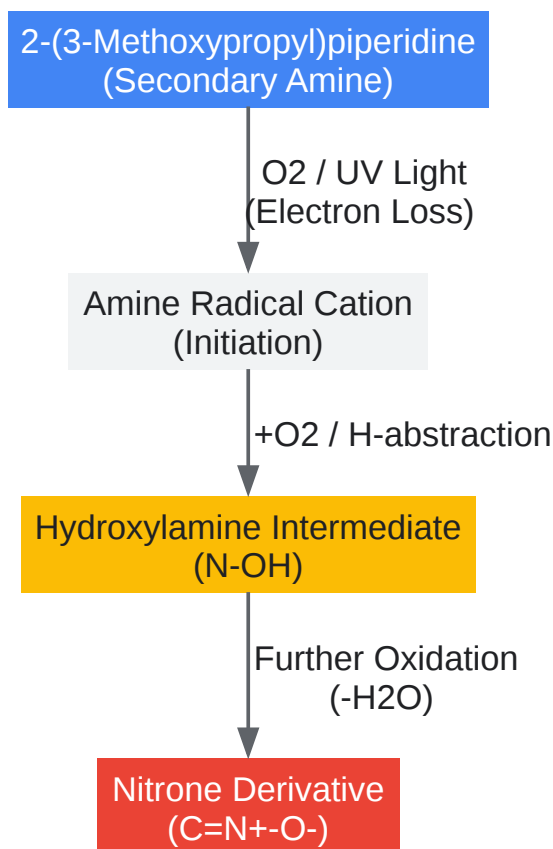 2-(3-Methoxypropyl)piperidine
(Secondary Amine)
O2 / UV Light
(Electron Loss)
Amine Radical Cation
(Initiation)
+O2 / H-abstraction
Hydroxylamine Intermediate
(N-OH)
Further Oxidation
(-H2O)
Nitrone Derivative
(C=N+-O-)